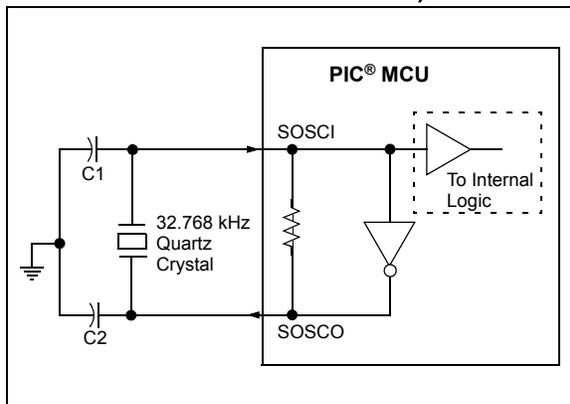 PIC® MCU
SOSCI
C1
To Internal
Logic
32.768 kHz
Quartz
Crystal
SOSCO
C2